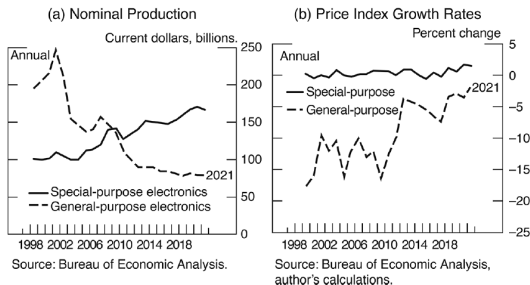 (a) Nominal Production
Current dollars, billions.
Annual
250
200
150
100
50
0
2021
Special-purpose electronics
General-purpose electronics
1998 2002 2006 2010 2014 2018
Source: Bureau of Economic Analysis.
(b) Price Index Growth Rates
Percent change
Annual
5
0
−5
−10
−15
−20
−25
Special-purpose
General-purpose
2021
1998 2002 2006 2010 2014 2018
Source: Bureau of Economic Analysis,
author's calculations.